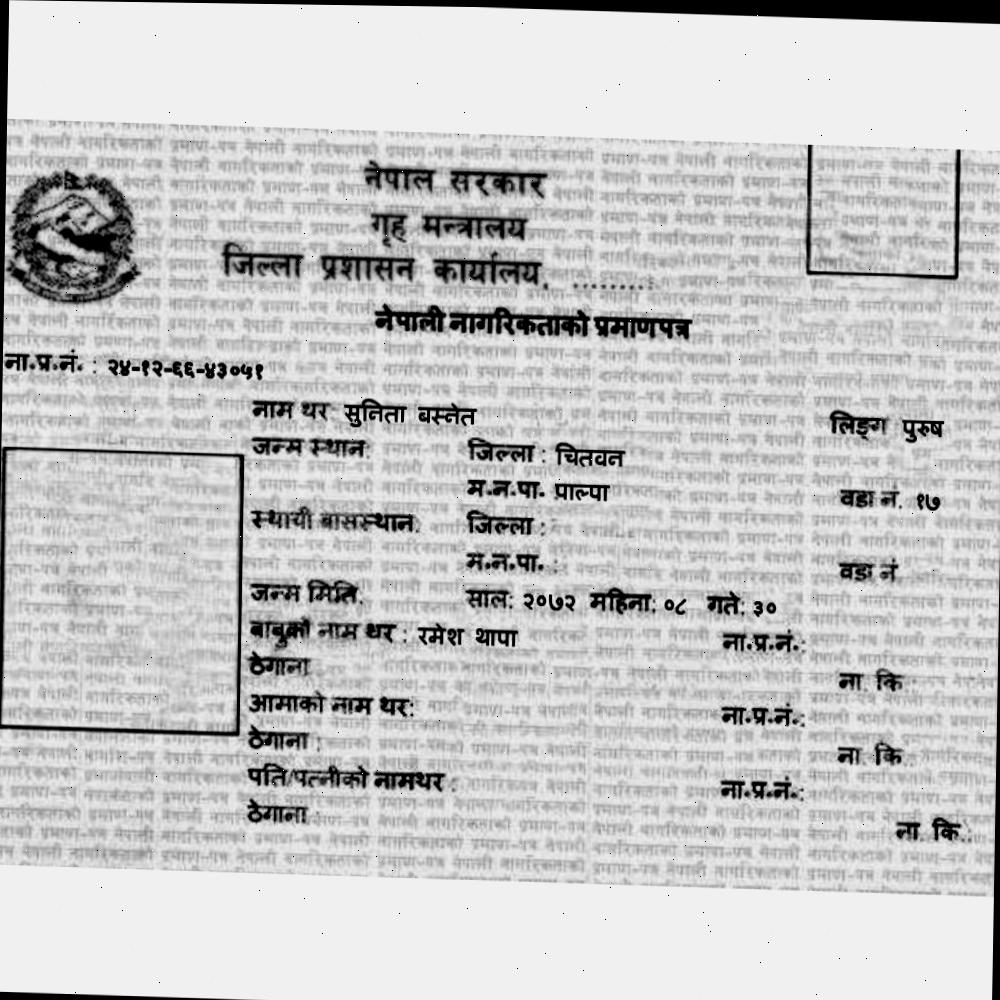 नेपाल सरकार
गृह मन्त्रालय
जिल्ला प्रशासन कार्यालय, .........
नेपाली नागरिकताको प्रमाणपत्र
ना.प्र.नं. : २४-१२-६६-४३०५१
नाम थर: सुनिता बस्नेत लिङ्ग पुरुष
जन्म स्थान: जिल्ला : चितवन
म.न.पा. पाल्पा वडा नं. १७
स्थायी बासस्थान: जिल्ला :
म.न.पा. : वडा नं
जन्म मिति: साल: २०७२ महिना: ०८ गते: ३०
बाबुको नाम थर : रमेश थापा ना.प्र.नं.:
ठेगाना ना. कि
आमाको नाम थर: ना.प्र.नं.:
ठेगाना : ना. कि
पति/पत्नीको नामथर : ना.प्र.नं.:
ठेगाना ना. कि.